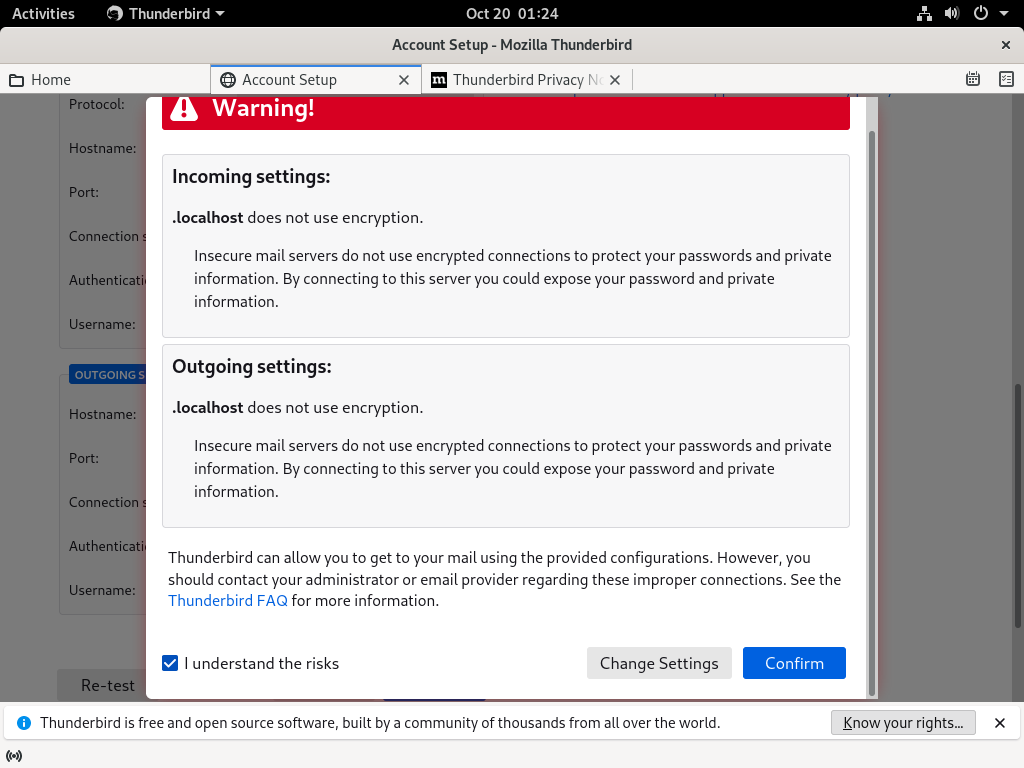 Activities
Thunderbird
Oct 20 01:24
Account Setup - Mozilla Thunderbird
Home
Account Setup
Thunderbird Privacy No
Protocol:
Hostname:
Port:
Connection s
Authenticati
Username:
OUTGOING S
Hostname:
Port:
Connection s
Authenticati
Username:
Re-test
Warning!
Incoming settings:
.localhost does not use encryption.
Insecure mail servers do not use encrypted connections to protect your passwords and private
information. By connecting to this server you could expose your password and private
information.
Outgoing settings:
.localhost does not use encryption.
Insecure mail servers do not use encrypted connections to protect your passwords and private
information. By connecting to this server you could expose your password and private
information.
Thunderbird can allow you to get to your mail using the provided configurations. However, you
should contact your administrator or email provider regarding these improper connections. See the
Thunderbird FAQ for more information.
I understand the risks
Change Settings
Confirm
Thunderbird is free and open source software, built by a community of thousands from all over the world.
Know your rights...